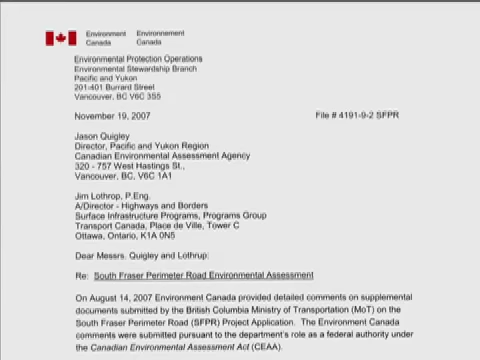 Environment Environnement
Canada Canada
Environmental Protection Operations
Environmental Stewardship Branch
Pacific and Yukon
201-401 Burrard Street
Vancouver, BC V6C 3S5
November 19, 2007 File # 4191-9-2 SFPR
Jason Quigley
Director, Pacific and Yukon Region
Canadian Environmental Assessment Agency
320 - 757 West Hastings St.,
Vancouver, BC, V6C 1A1
Jim Lothrop, P.Eng.
A/Director - Highways and Borders
Surface Infrastructure Programs, Programs Group
Transport Canada, Place de Ville, Tower C
Ottawa, Ontario, K1A 0N5
Dear Messrs. Quigley and Lothrup:
Re: South Fraser Perimeter Road Environmental Assessment
On August 14, 2007 Environment Canada provided detailed comments on supplemental
documents submitted by the British Columbia Ministry of Transportation (MoT) on the
South Fraser Perimeter Road (SFPR) Project Application. The Environment Canada
comments were submitted pursuant to the department's role as a federal authority under
the Canadian Environmental Assessment Act (CEAA).